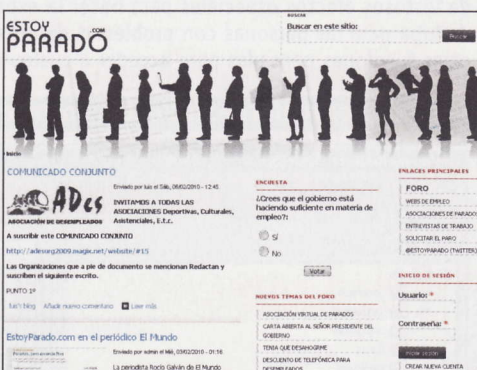 ESTOY
.COM
PARADO
BUSCAR
Buscar en este sitio:
Buscar
Inicio
COMUNICADO CONJUNTO
Enviado por luis el Sáb, 06/02/2010 - 12:45
ADes
ASOCIACIÓN DE DESEMPLEADOS
INVITAMOS A TODAS LAS
ASOCIACIONES Deportivas, Culturales,
Asistenciales, E.t.c.
A suscribir este COMUNICADO CONJUNTO
http://adesorg2009.magix.net/website/#15
Las Organizaciones que a pie de documento se mencionan Redactan y
suscriben el siguiente escrito.
PUNTO 1º
luis's blog Añadir nuevo comentario Leer más
EstoyParado.com en el periódico El Mundo
Enviado por admin el Mié, 03/02/2010 - 01:16
La periodista Rocío Galván de El Mundo
ENCUESTA
¿Crees que el gobierno está
haciendo suficiente en materia de
empleo?:
Sí
No
Votar
NUEVOS TEMAS DEL FORO
ASOCIACIÓN VIRTUAL DE PARADOS
CARTA ABIERTA AL SEÑOR PRESIDENTE DEL
GOBIERNO
TENIA QUE DESAHOGRME
DESCUENTO DE TELEFÓNICA PARA
DESEMPLEADOS
ENLACES PRINCIPALES
FORO
WEBS DE EMPLEO
ASOCIACIONES DE PARADOS
ENTREVISTAS DE TRABAJO
SOLICITAR EL PARO
@ESTOYPARADO (TWITTER)
INICIO DE SESIÓN
Usuario: *
Contraseña: *
Iniciar sesión
CREAR NUEVA CUENTA